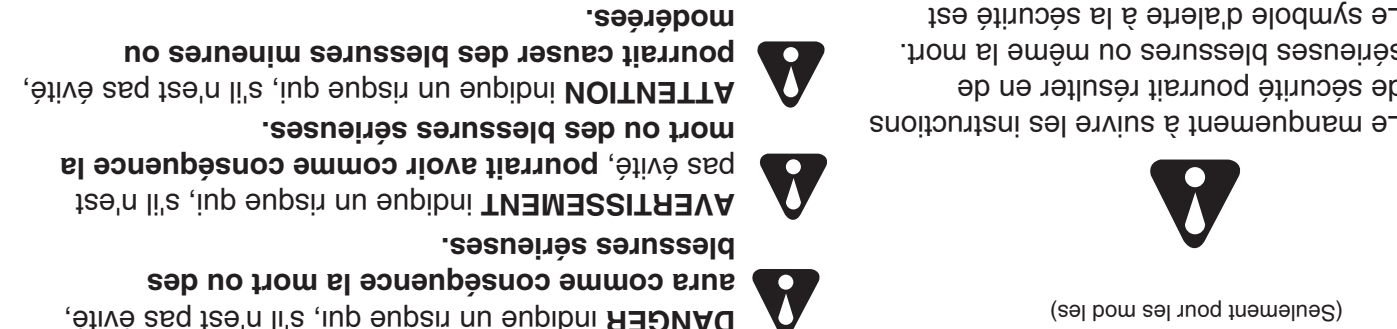 (Seulement pour les mod les)
Le manquement à suivre les instructions
de sécurité pourrait résulter en de
sérieuses blessures ou même la mort.
Le symbole d'alerte à la sécurité est
DANGER indique un risque qui, s'il n'est pas évité,
aura comme conséquence la mort ou des
blessures sérieuses.
AVERTISSEMENT indique un risque qui, s'il n'est
pas évité, pourrait avoir comme conséquence la
mort ou des blessures sérieuses.
ATTENTION indique un risque qui, s'il n'est pas évité,
pourrait causer des blessures mineures ou
modérées.